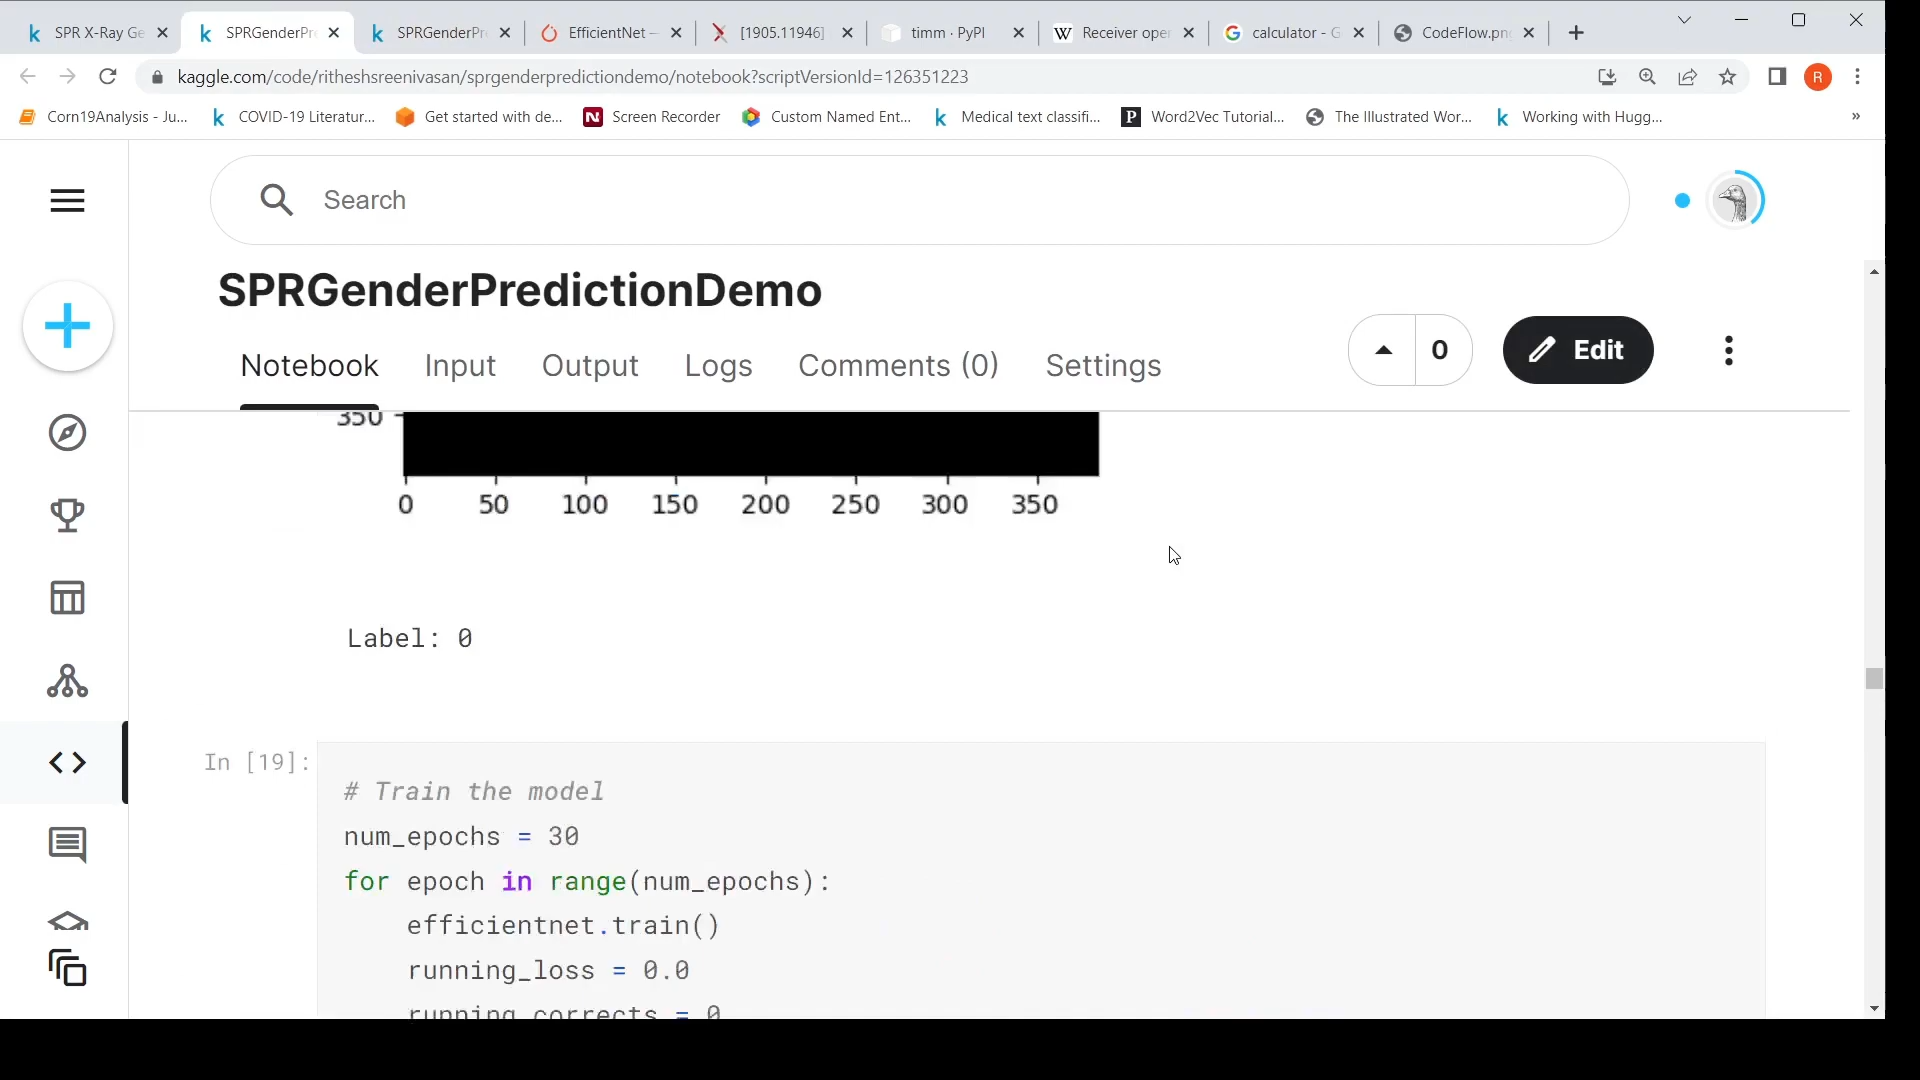 SPR X-Ray Ge
SPRGenderPr
SPRGenderPr
EfficientNet –
[1905.11946]
timm · PyPI
Receiver oper
calculator - G
CodeFlow.pn
kaggle.com/code/ritheshsreenivasan/sprgenderpredictiondemo/notebook?scriptVersionId=126351223
R
Corn19Analysis - Ju...
COVID-19 Literatur...
Get started with de...
Screen Recorder
Custom Named Ent...
Medical text classifi...
Word2Vec Tutorial...
The Illustrated Wor...
Working with Hugg...
»
Search
SPRGenderPredictionDemo
Notebook
Input
Output
Logs
Comments (0)
Settings
0
Edit
350
0 50 100 150 200 250 300 350
Label: 0
In [19]:
# Train the model
num_epochs = 30
for epoch in range(num_epochs):
efficientnet.train()
running_loss = 0.0
running_corrects = 0